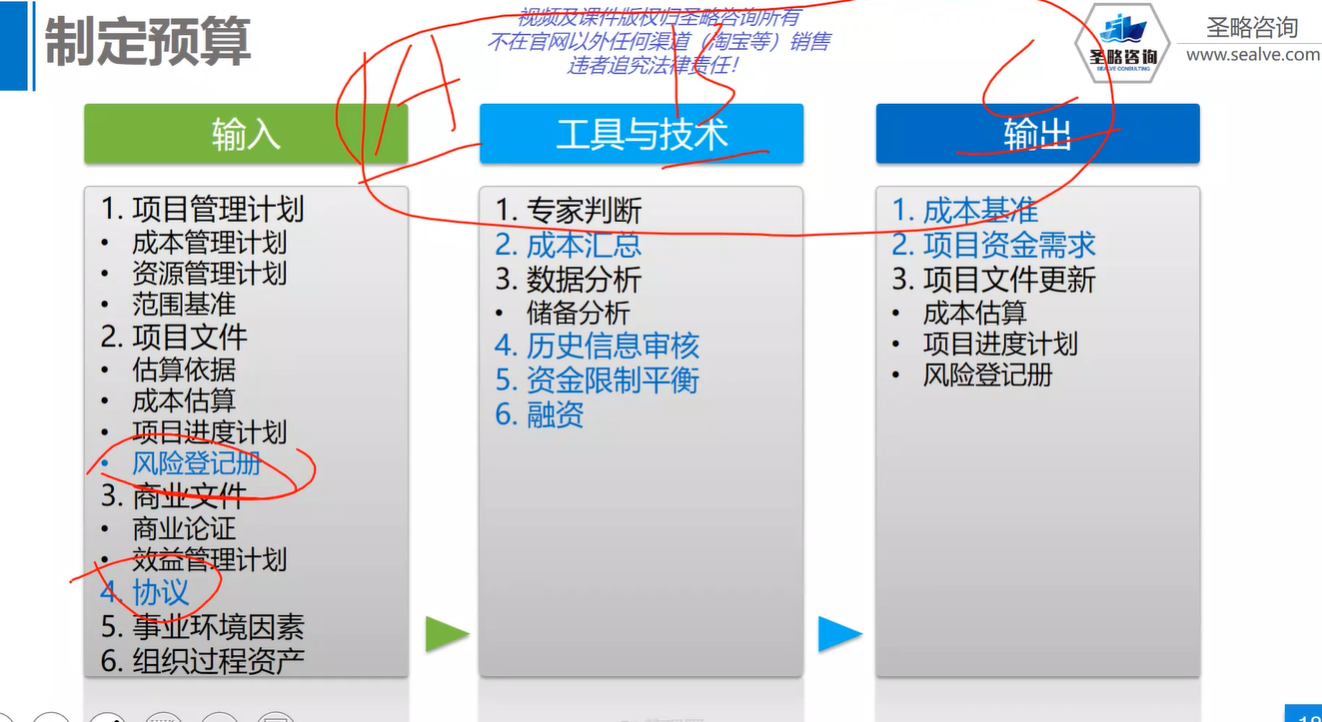 制定预算
视频及课件版权归圣略咨询所有
不在官网以外任何渠道（淘宝等）销售
违者追究法律责任！
圣略咨询
SEALVE CONSULTING
圣略咨询
www.sealve.com
A B C
输入
1. 项目管理计划
• 成本管理计划
• 资源管理计划
• 范围基准
2. 项目文件
• 估算依据
• 成本估算
• 项目进度计划
• 风险登记册
3. 商业文件
• 商业论证
• 效益管理计划
4. 协议
5. 事业环境因素
6. 组织过程资产
工具与技术
1. 专家判断
2. 成本汇总
3. 数据分析
• 储备分析
4. 历史信息审核
5. 资金限制平衡
6. 融资
输出
1. 成本基准
2. 项目资金需求
3. 项目文件更新
• 成本估算
• 项目进度计划
• 风险登记册